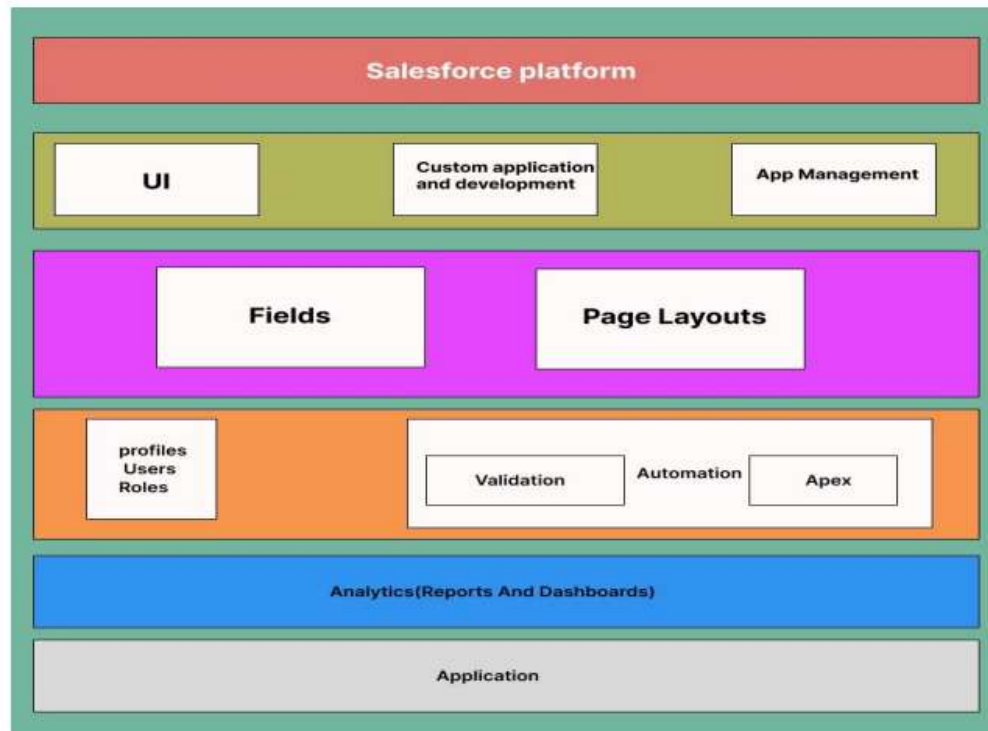 Salesforce platform
UI
Custom application
and development
App Management
Fields
Page Layouts
profiles
Users
Roles
Validation
Automation
Apex
Analytics(Reports And Dashboards)
Application